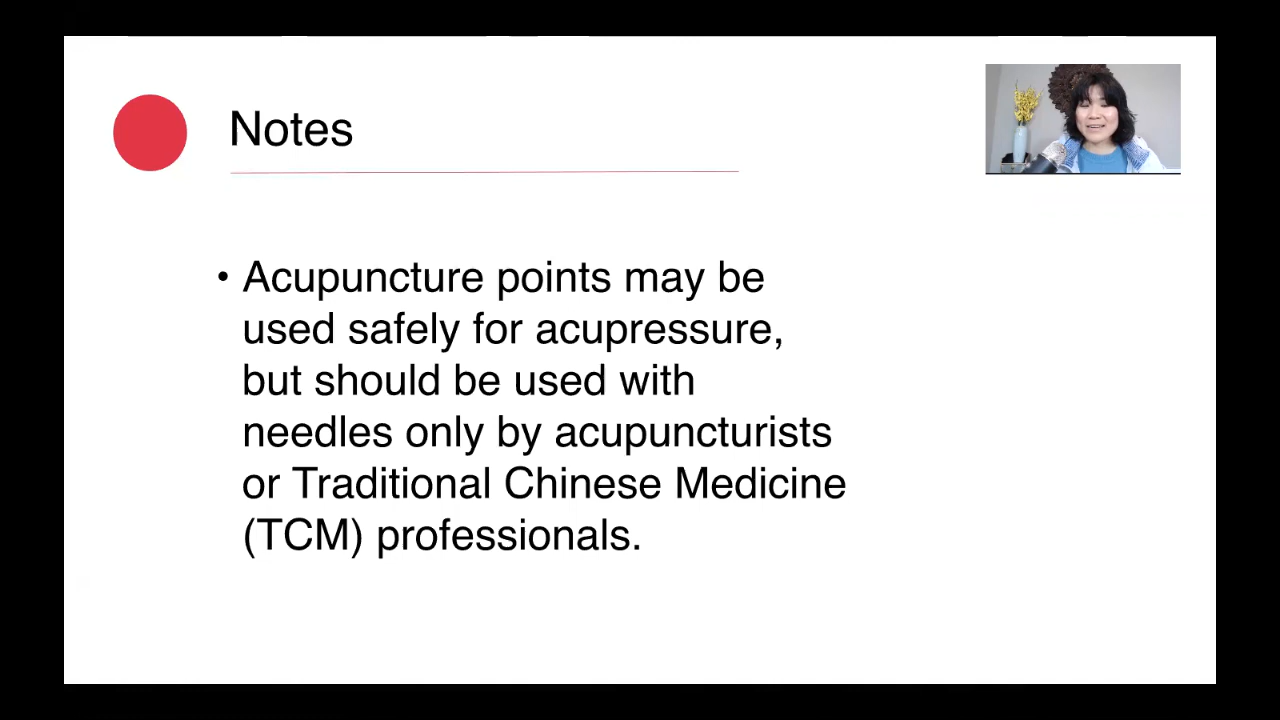 Notes
• Acupuncture points may be
used safely for acupressure,
but should be used with
needles only by acupuncturists
or Traditional Chinese Medicine
(TCM) professionals.